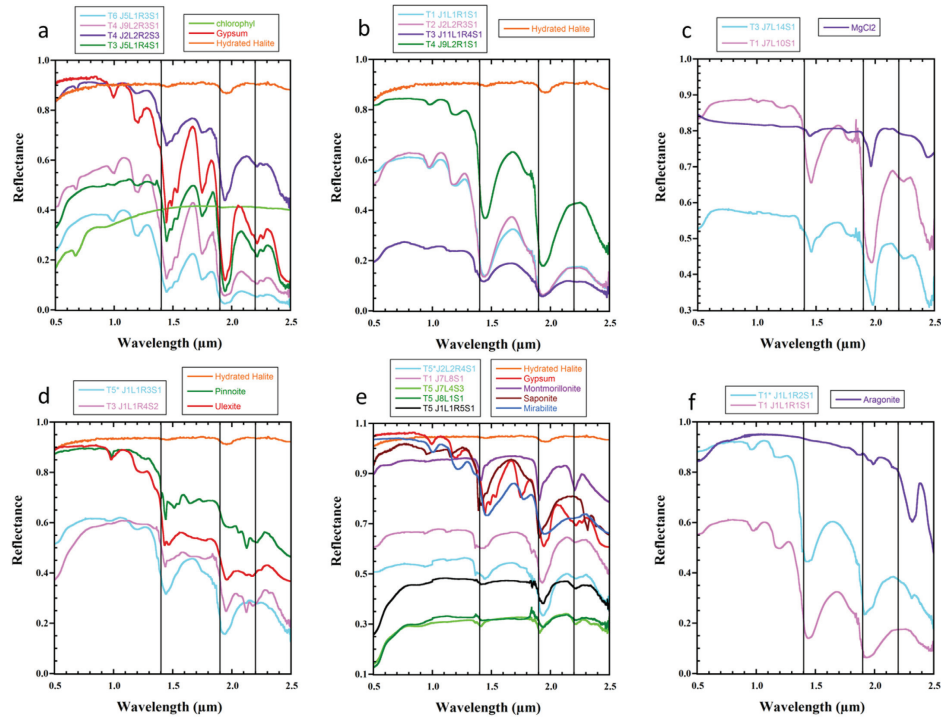 a
T6 J5L1R3S1
T4 J9L2R3S1
T4 J2L2R2S3
T3 J5L1R4S1
chlorophyl
Gypsum
Hydrated Halite
Reflectance
1.0
0.8
0.6
0.4
0.2
0.0
0.5 1.0 1.5 2.0 2.5
Wavelength (µm)
b
T1 J1L1R1S1
T2 J2L2R3S1
T3 J11L1R4S1
T4 J9L2R1S1
Hydrated Halite
Reflectance
1.0
0.8
0.6
0.4
0.2
0.0
0.5 1.0 1.5 2.0 2.5
Wavelength (µm)
c
T3 J7L14S1
T1 J7L10S1
MgCl2
Reflectance
1.0
0.9
0.8
0.7
0.6
0.5
0.4
0.3
0.5 1.0 1.5 2.0 2.5
Wavelength (µm)
d
T5* J1L1R3S1
T3 J1L1R4S2
Hydrated Halite
Pinnoite
Ulexite
Reflectance
1.0
0.8
0.6
0.4
0.2
0.0
0.5 1.0 1.5 2.0 2.5
Wavelength (µm)
e
T5*J2L2R4S1
T1 J7L8S1
T5 J7L4S3
T5 J8L1S1
T5 J1L1R5S1
Hydrated Halite
Gypsum
Montmorillonite
Saponite
Mirabilite
Reflectance
1.1
0.9
0.7
0.5
0.3
0.1
0.5 1.0 1.5 2.0 2.5
Wavelength (µm)
f
T1* J1L1R2S1
T1 J1L1R1S1
Aragonite
Reflectance
1.0
0.8
0.6
0.4
0.2
0.0
0.5 1.0 1.5 2.0 2.5
Wavelength (µm)